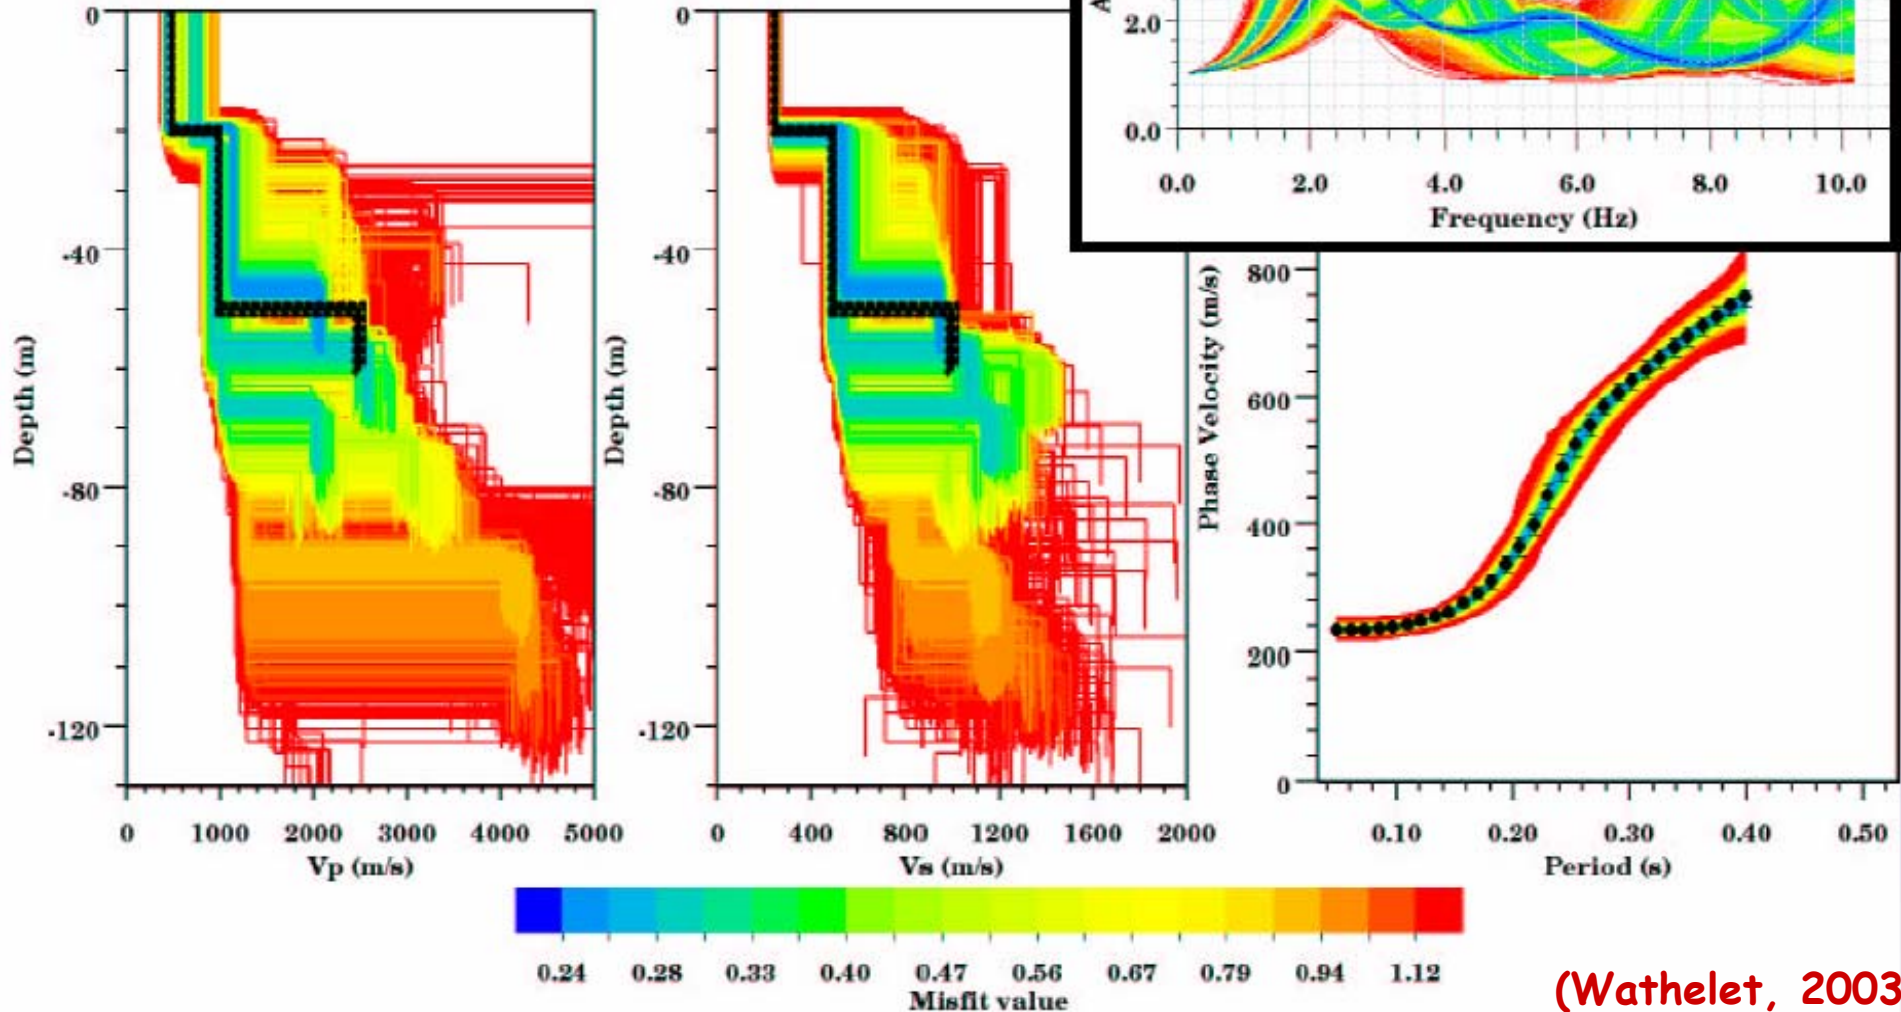 0
-40
-80
-120
Depth (m)
0 1000 2000 3000 4000 5000
Vp (m/s)
0
-40
-80
-120
Depth (m)
0 400 800 1200 1600 2000
Vs (m/s)
2.0
0.0
0.0 2.0 4.0 6.0 8.0 10.0
Frequency (Hz)
800
600
400
200
0
Phase Velocity (m/s)
0.10 0.20 0.30 0.40 0.50
Period (s)
0.24 0.28 0.33 0.40 0.47 0.56 0.67 0.79 0.94 1.12
Misfit value
(Wathelet, 2003